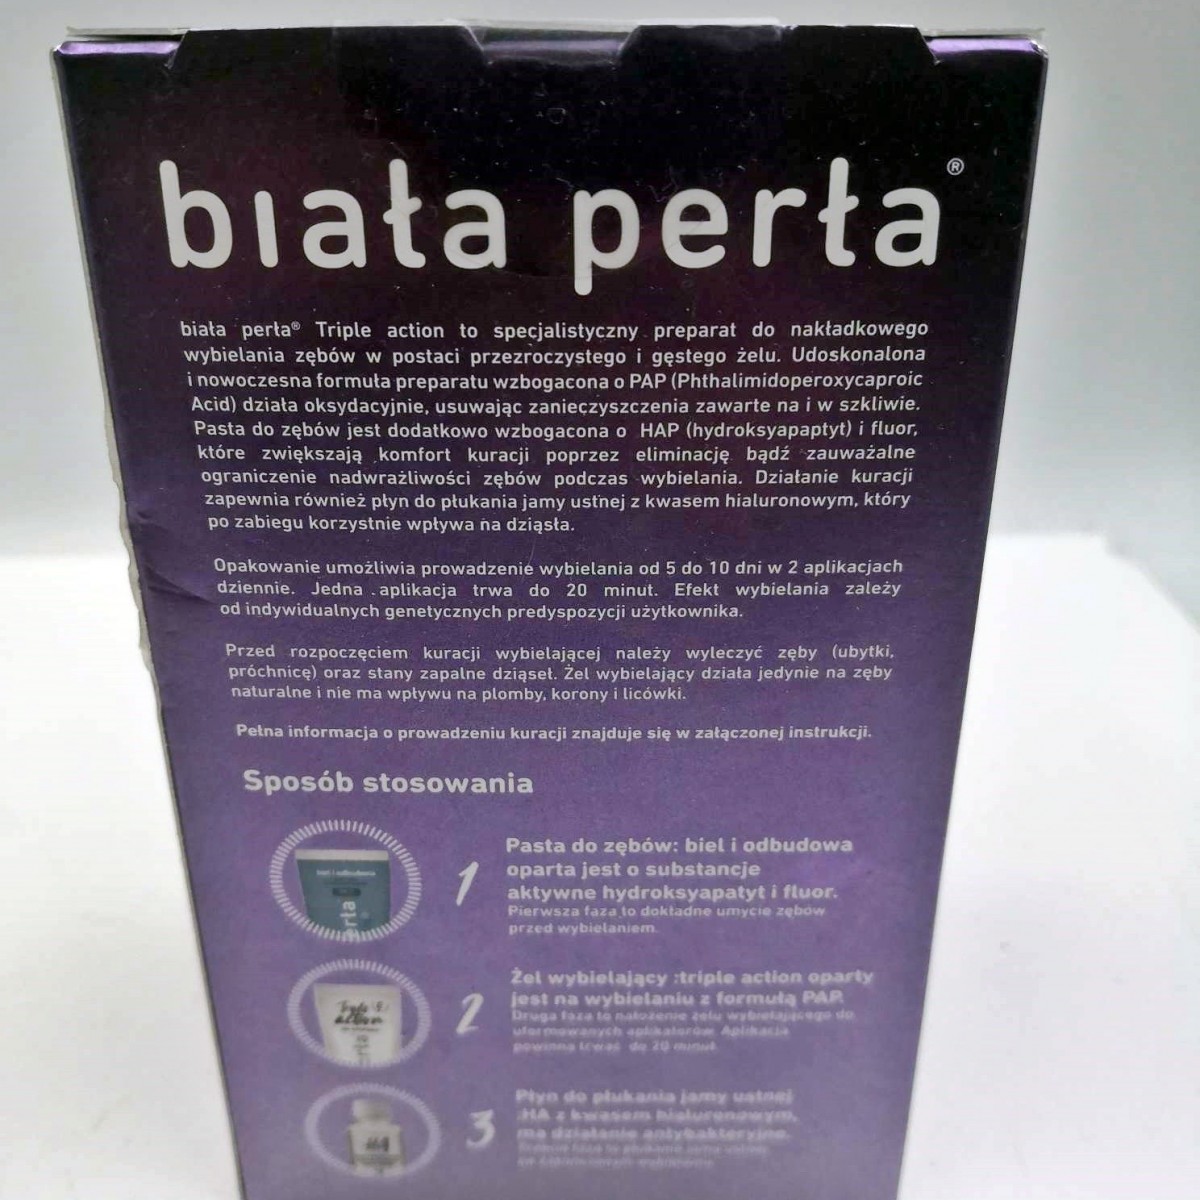 biała perła®
biała perła® Triple action to specjalistyczny preparat do nakładkowego
wybielania zębów w postaci przezroczystego i gęstego żelu. Udoskonalona
i nowoczesna formuła preparatu wzbogacona o PAP (Phthalimidoperoxycaproic
Acid) działa oksydacyjnie, usuwając zanieczyszczenia zawarte na i w szkliwie.
Pasta do zębów jest dodatkowo wzbogacona o HAP (hydroksyapaptyt) i fluor,
które zwiększają komfort kuracji poprzez eliminację bądź zauważalne
ograniczenie nadwrażliwości zębów podczas wybielania. Działanie kuracji
zapewnia również płyn do płukania jamy ustnej z kwasem hialuronowym, który
po zabiegu korzystnie wpływa na dziąsła.
Opakowanie umożliwia prowadzenie wybielania od 5 do 10 dni w 2 aplikacjach
dziennie. Jedna aplikacja trwa do 20 minut. Efekt wybielania zależy
od indywidualnych genetycznych predyspozycji użytkownika.
Przed rozpoczęciem kuracji wybielającej należy wyleczyć zęby (ubytki,
próchnicę) oraz stany zapalne dziąseł. Żel wybielający działa jedynie na zęby
naturalne i nie ma wpływu na plomby, korony i licówki.
Pełna informacja o prowadzeniu kuracji znajduje się w załączonej instrukcji.
Sposób stosowania
biel i odbudowa
1
Pasta do zębów: biel i odbudowa
oparta jest o substancje
aktywne hydroksyapatyt i fluor.
Pierwsza faza to dokładne umycie zębów
przed wybielaniem.
Triple action
2
Żel wybielający :triple action oparty
jest na wybielaniu z formułą PAP.
Druga faza to nałożenie żelu wybielającego do
uformowanych aplikatorów. Aplikacja
powinna trwać do 20 minut.
HA
3
Płyn do płukania jamy ustnej
:HA z kwasem hialuronowym,
ma działanie antybakteryjne.